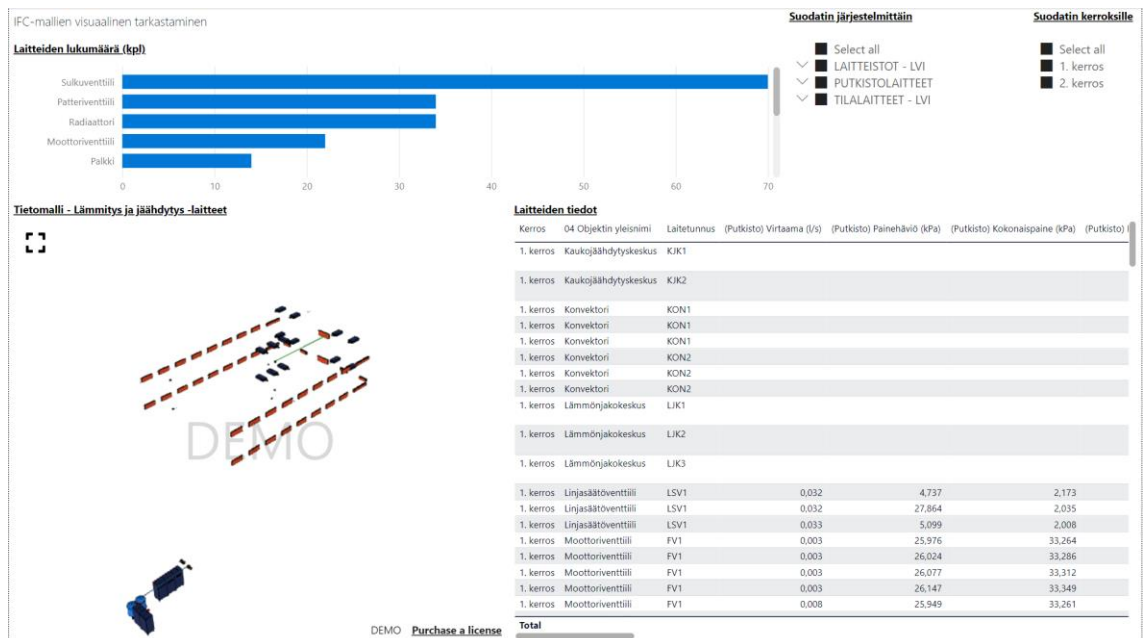 IFC-mallien visuaalinen tarkastaminen
Suodatin järjestelmittäin
Suodatin kerroksille
Laitteiden lukumäärä (kpl)
Select all
LAITTEISTOT - LVI
PUTKISTOLAITTEET
TILALAITTEET - LVI
Select all
1. kerros
2. kerros
Sulkuventtiili
Patteriventtiili
Radiaattori
Moottoriventtiili
Palkki
0 10 20 30 40 50 60 70
Tietomalli - Lämmitys ja jäähdytys -laitteet
DEMO
DEMO Purchase a license
Laitteiden tiedot
Kerros 04 Objektin yleisnimi Laitetunnus (Putkisto) Virtaama (l/s) (Putkisto) Painehäviö (kPa) (Putkisto) Kokonaispaine (kPa) (Putkisto)
1. kerros Kaukojäähdytyskeskus KJK1
1. kerros Kaukojäähdytyskeskus KJK2
1. kerros Konvektori KON1
1. kerros Konvektori KON1
1. kerros Konvektori KON1
1. kerros Konvektori KON2
1. kerros Konvektori KON2
1. kerros Konvektori KON2
1. kerros Lämmönjakokeskus LJK1
1. kerros Lämmönjakokeskus LJK2
1. kerros Lämmönjakokeskus LJK3
1. kerros Linjasäätöventtiili LSV1 0,032 4,737 2,173
1. kerros Linjasäätöventtiili LSV1 0,032 27,864 2,035
1. kerros Linjasäätöventtiili LSV1 0,033 5,099 2,008
1. kerros Moottoriventtiili FV1 0,003 25,976 33,264
1. kerros Moottoriventtiili FV1 0,003 26,024 33,286
1. kerros Moottoriventtiili FV1 0,003 26,077 33,312
1. kerros Moottoriventtiili FV1 0,003 26,147 33,349
1. kerros Moottoriventtiili FV1 0,008 25,949 33,261
Total